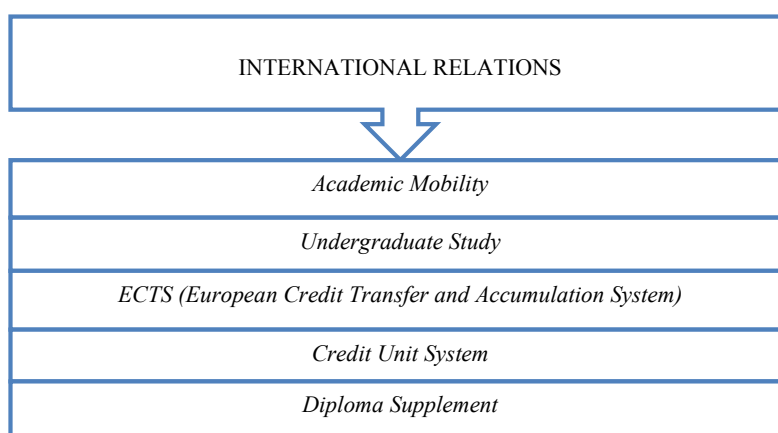 INTERNATIONAL RELATIONS
Academic Mobility
Undergraduate Study
ECTS (European Credit Transfer and Accumulation System)
Credit Unit System
Diploma Supplement